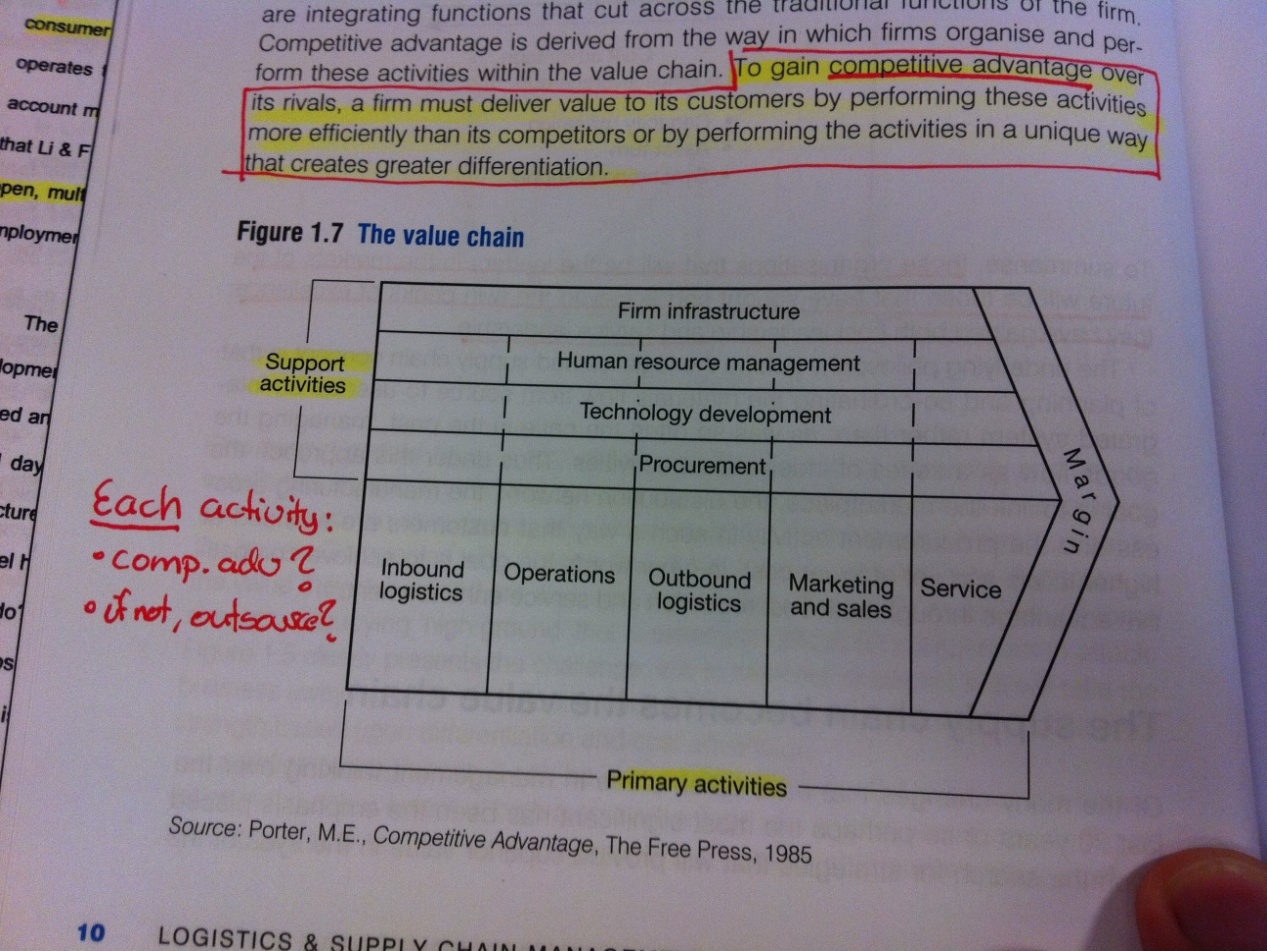 consumer
operates
account m
that Li & F
pen, mult
mploymen
The
lopme
ed an
day
cture
are integrating functions that cut across the traditional functions of the firm.
Competitive advantage is derived from the way in which firms organise and per-
form these activities within the value chain. To gain competitive advantage over
its rivals, a firm must deliver value to its customers by performing these activities
more efficiently than its competitors or by performing the activities in a unique way
that creates greater differentiation.
Figure 1.7 The value chain
Firm infrastructure
Support
activities
Human resource management
Technology development
Procurement
Margin
Each activity:
• comp. adv?
• if not, outsource?
Inbound
logistics
Operations
Outbound
logistics
Marketing
and sales
Service
Primary activities
Source: Porter, M.E., Competitive Advantage, The Free Press, 1985
10 LOGISTICS & SUPPLY CHAIN